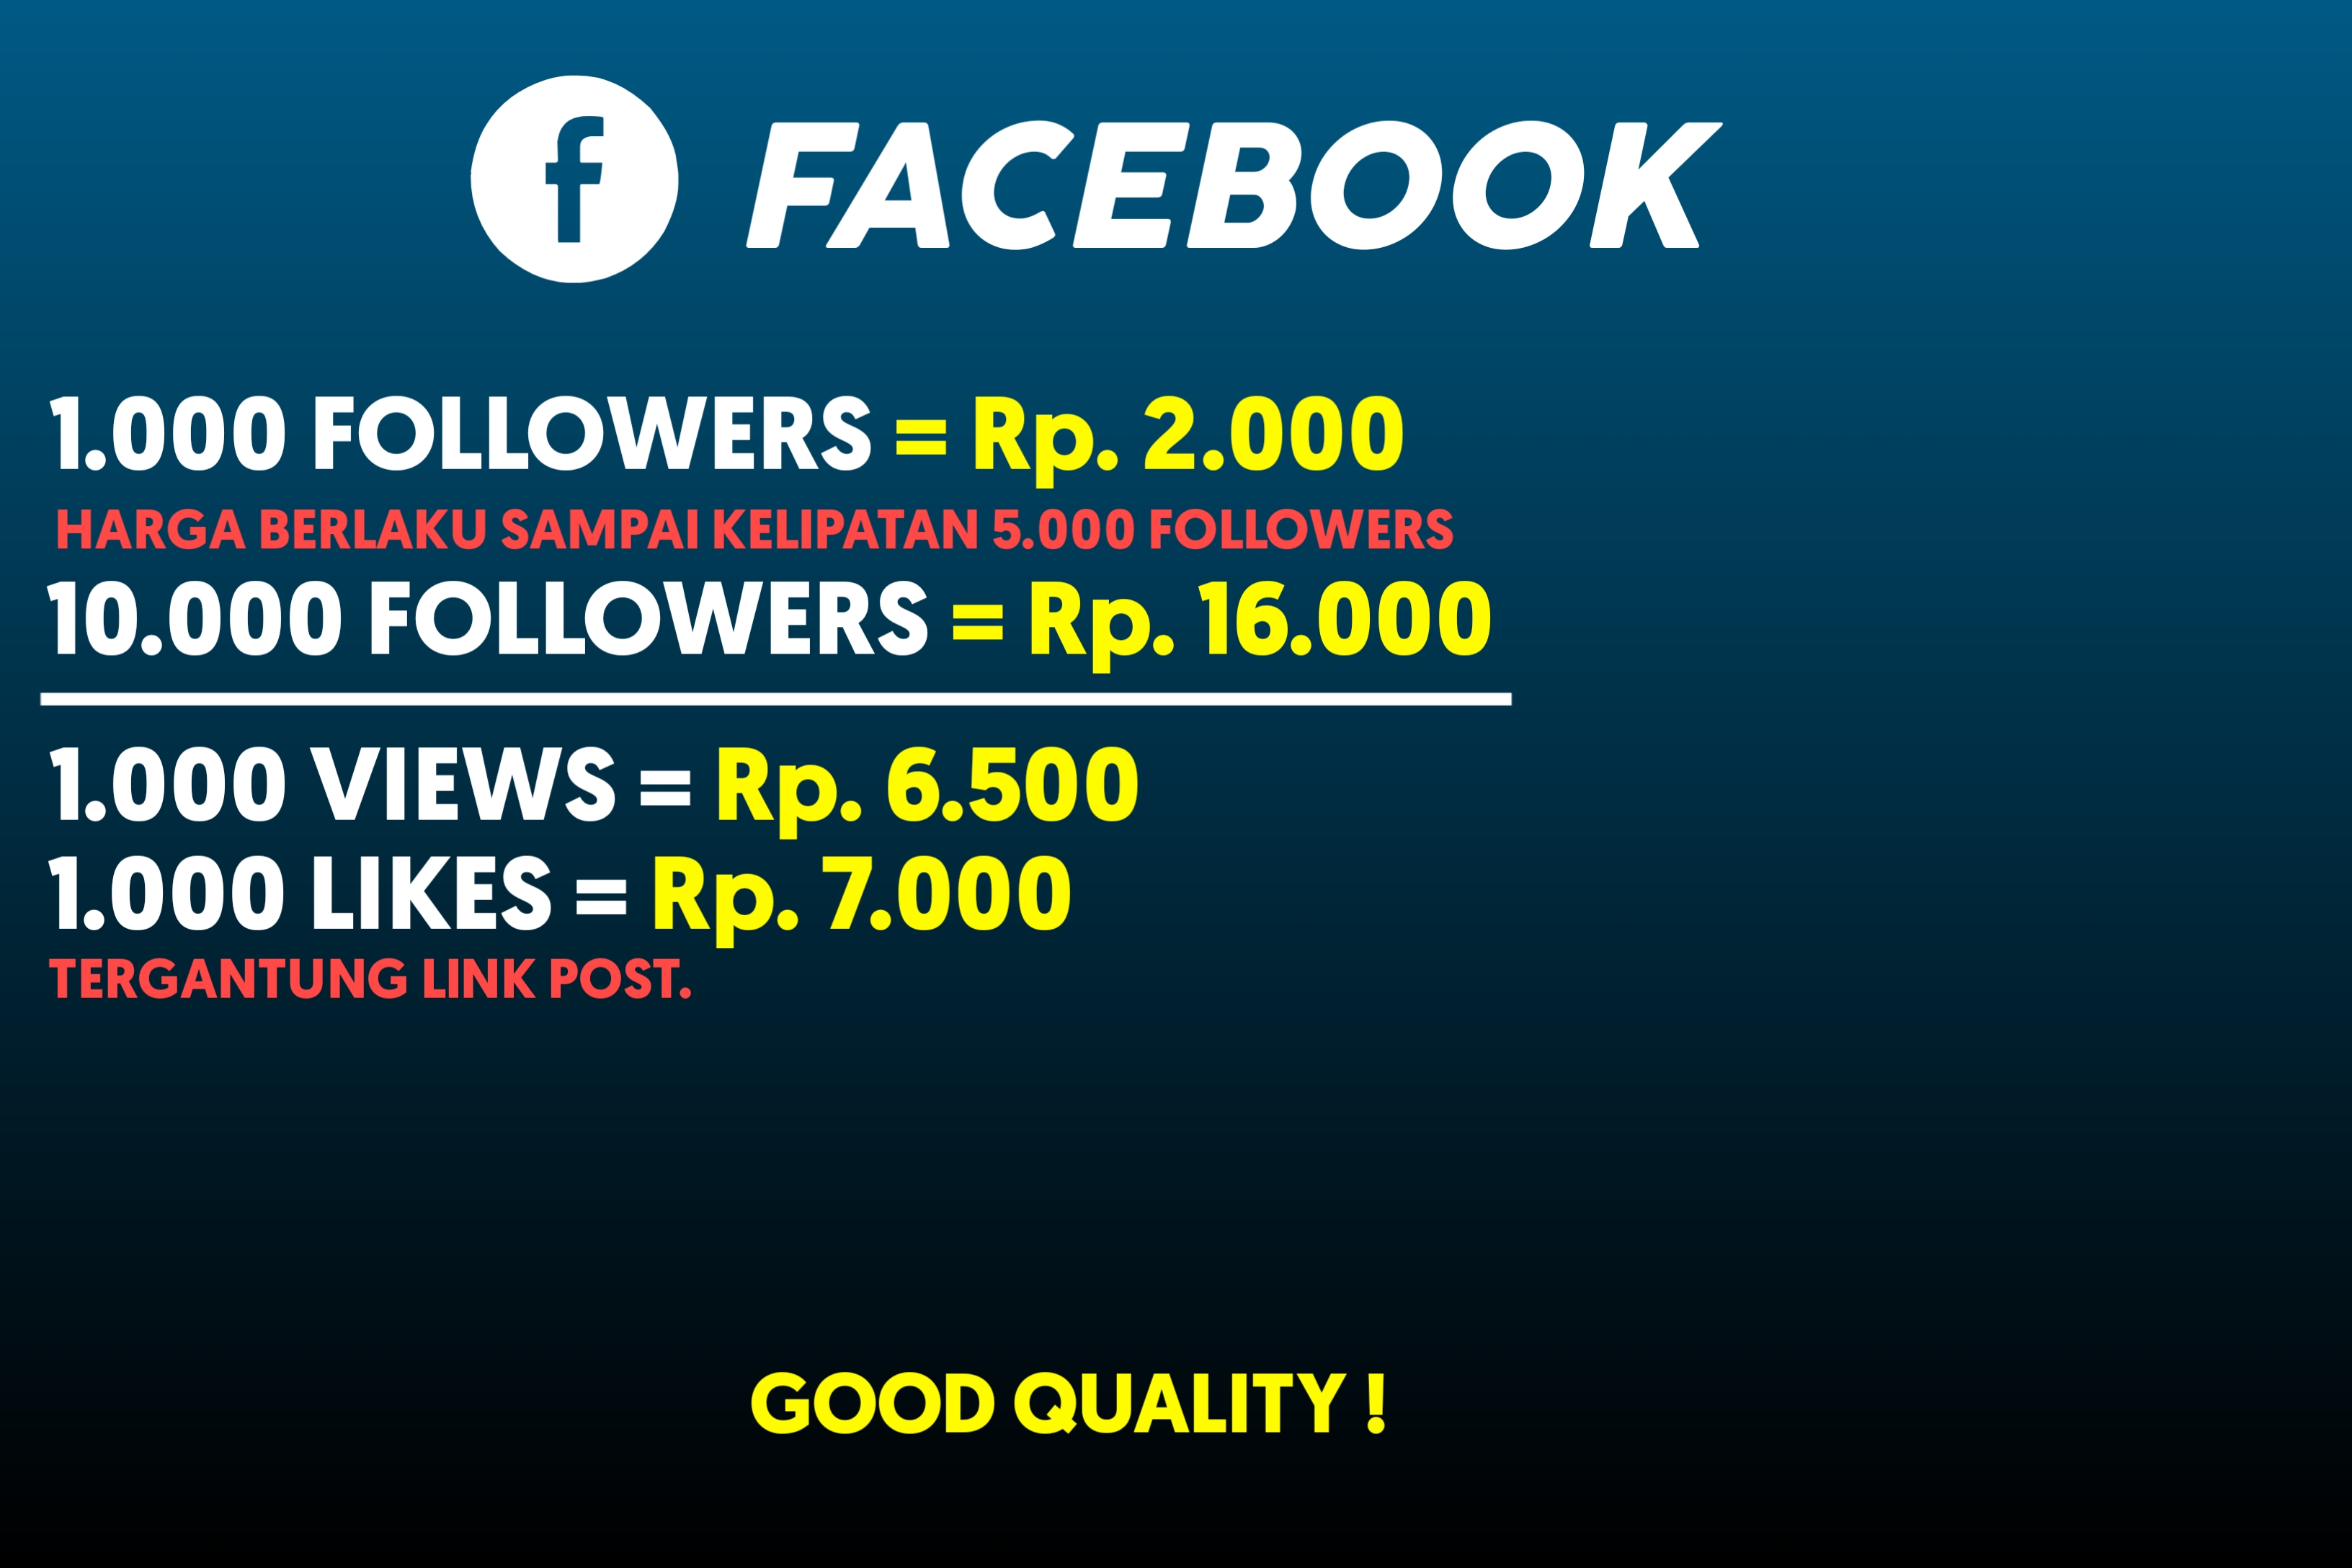 FACEBOOK
1.000 FOLLOWERS = Rp. 2.000
HARGA BERLAKU SAMPAI KELIPATAN 5.000 FOLLOWERS
10.000 FOLLOWERS = Rp. 16.000
1.000 VIEWS = Rp. 6.500
1.000 LIKES = Rp. 7.000
TERGANTUNG LINK POST.
GOOD QUALITY !